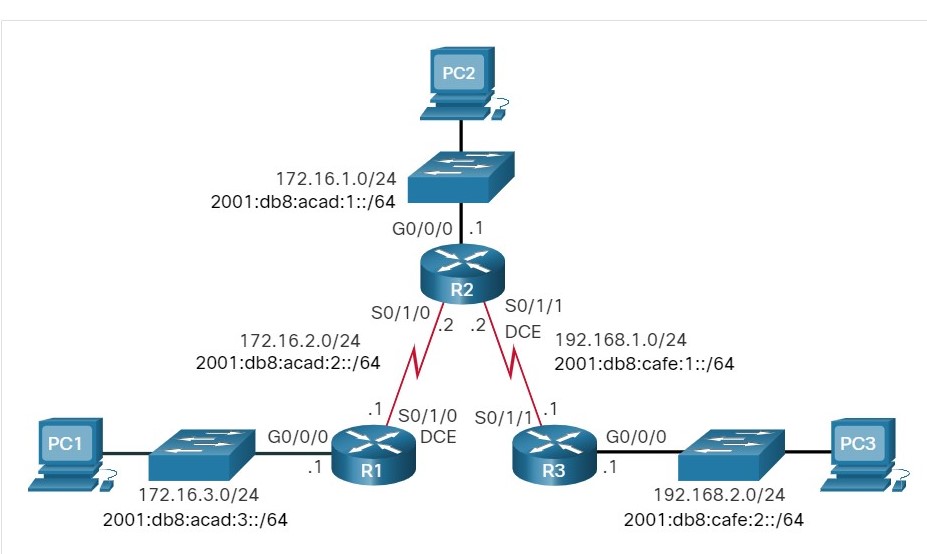 PC2
172.16.1.0/24
2001:db8:acad:1::/64
G0/0/0 .1
R2
S0/1/0 .2 .2 S0/1/1
DCE
172.16.2.0/24
2001:db8:acad:2::/64
192.168.1.0/24
2001:db8:cafe:1::/64
.1 S0/1/0
DCE
S0/1/1 .1
PC1
G0/0/0
.1
R1
R3
G0/0/0
.1
PC3
172.16.3.0/24
2001:db8:acad:3::/64
192.168.2.0/24
2001:db8:cafe:2::/64